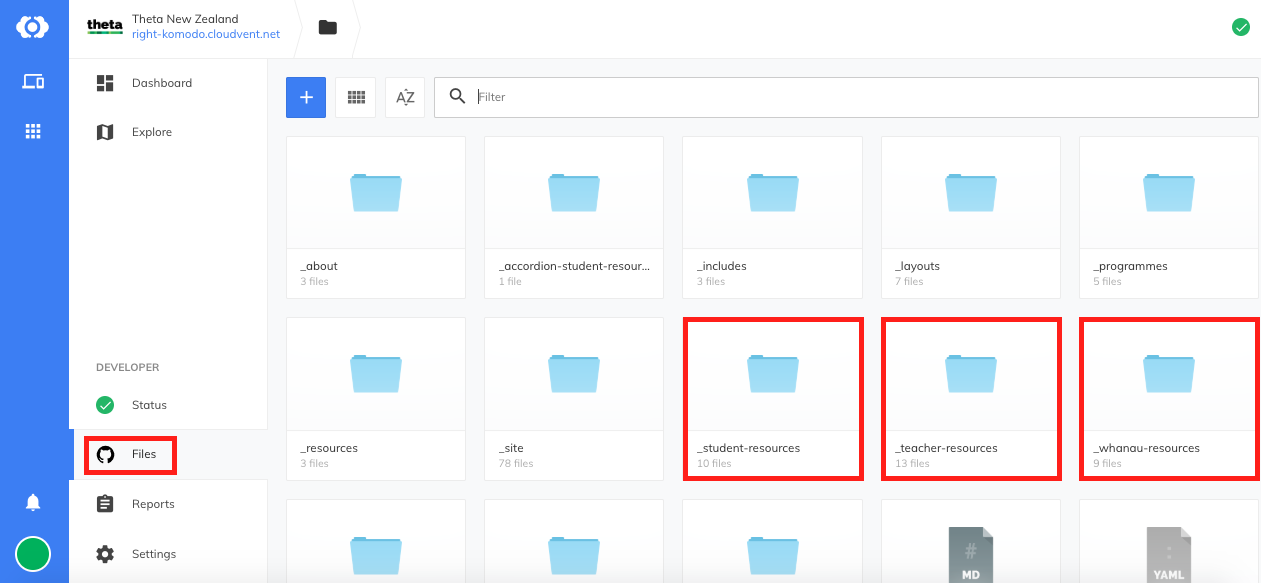 theta
Theta New Zealand
right-komodo.cloudvent.net
Dashboard
Explore
DEVELOPER
Status
Files
Reports
Settings
+
AZ
Filter
_about
3 files
_accordion-student-resour...
1 file
_includes
3 files
_layouts
7 files
_programmes
5 files
_resources
3 files
_site
78 files
_student-resources
10 files
_teacher-resources
13 files
_whanau-resources
9 files
#
MD
:
YAML